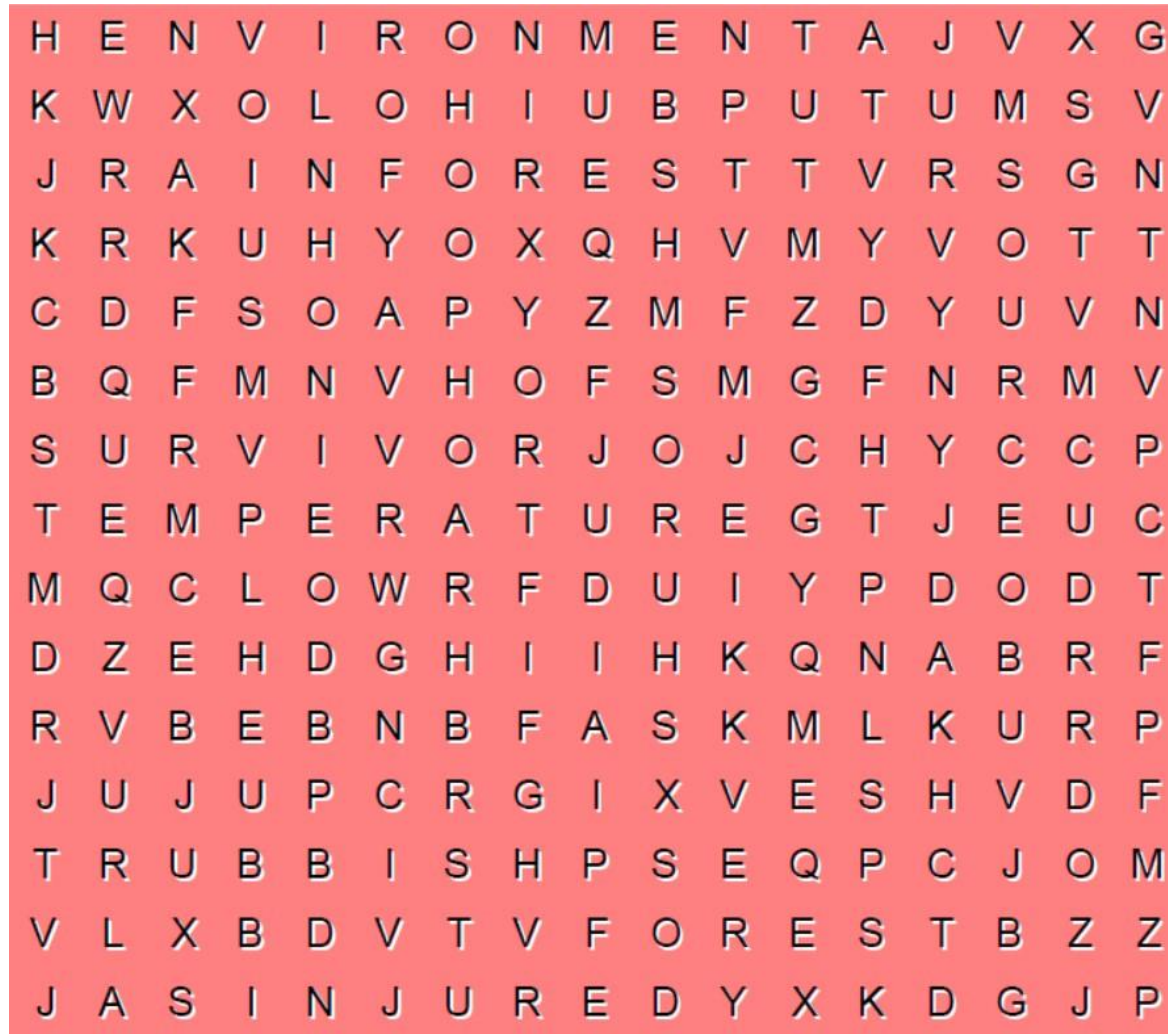 H E N V I R O N M E N T A J V X G
K W X O L O H I U B P U T U M S V
J R A I N F O R E S T T V R S G N
K R K U H Y O X Q H V M Y V O T T
C D F S O A P Y Z M F Z D Y U V N
B Q F M N V H O F S M G F N R M V
S U R V I V O R J O J C H Y C C P
T E M P E R A T U R E G T J E U C
M Q C L O W R F D U I Y P D O D T
D Z E H D G H I I H K Q N A B R F
R V B E B N B F A S K M L K U R P
J U J U P C R G I X V E S H V D F
T R U B B I S H P S E Q P C J O M
V L X B D V T V F O R E S T B Z Z
J A S I N J U R E D Y X K D G J P